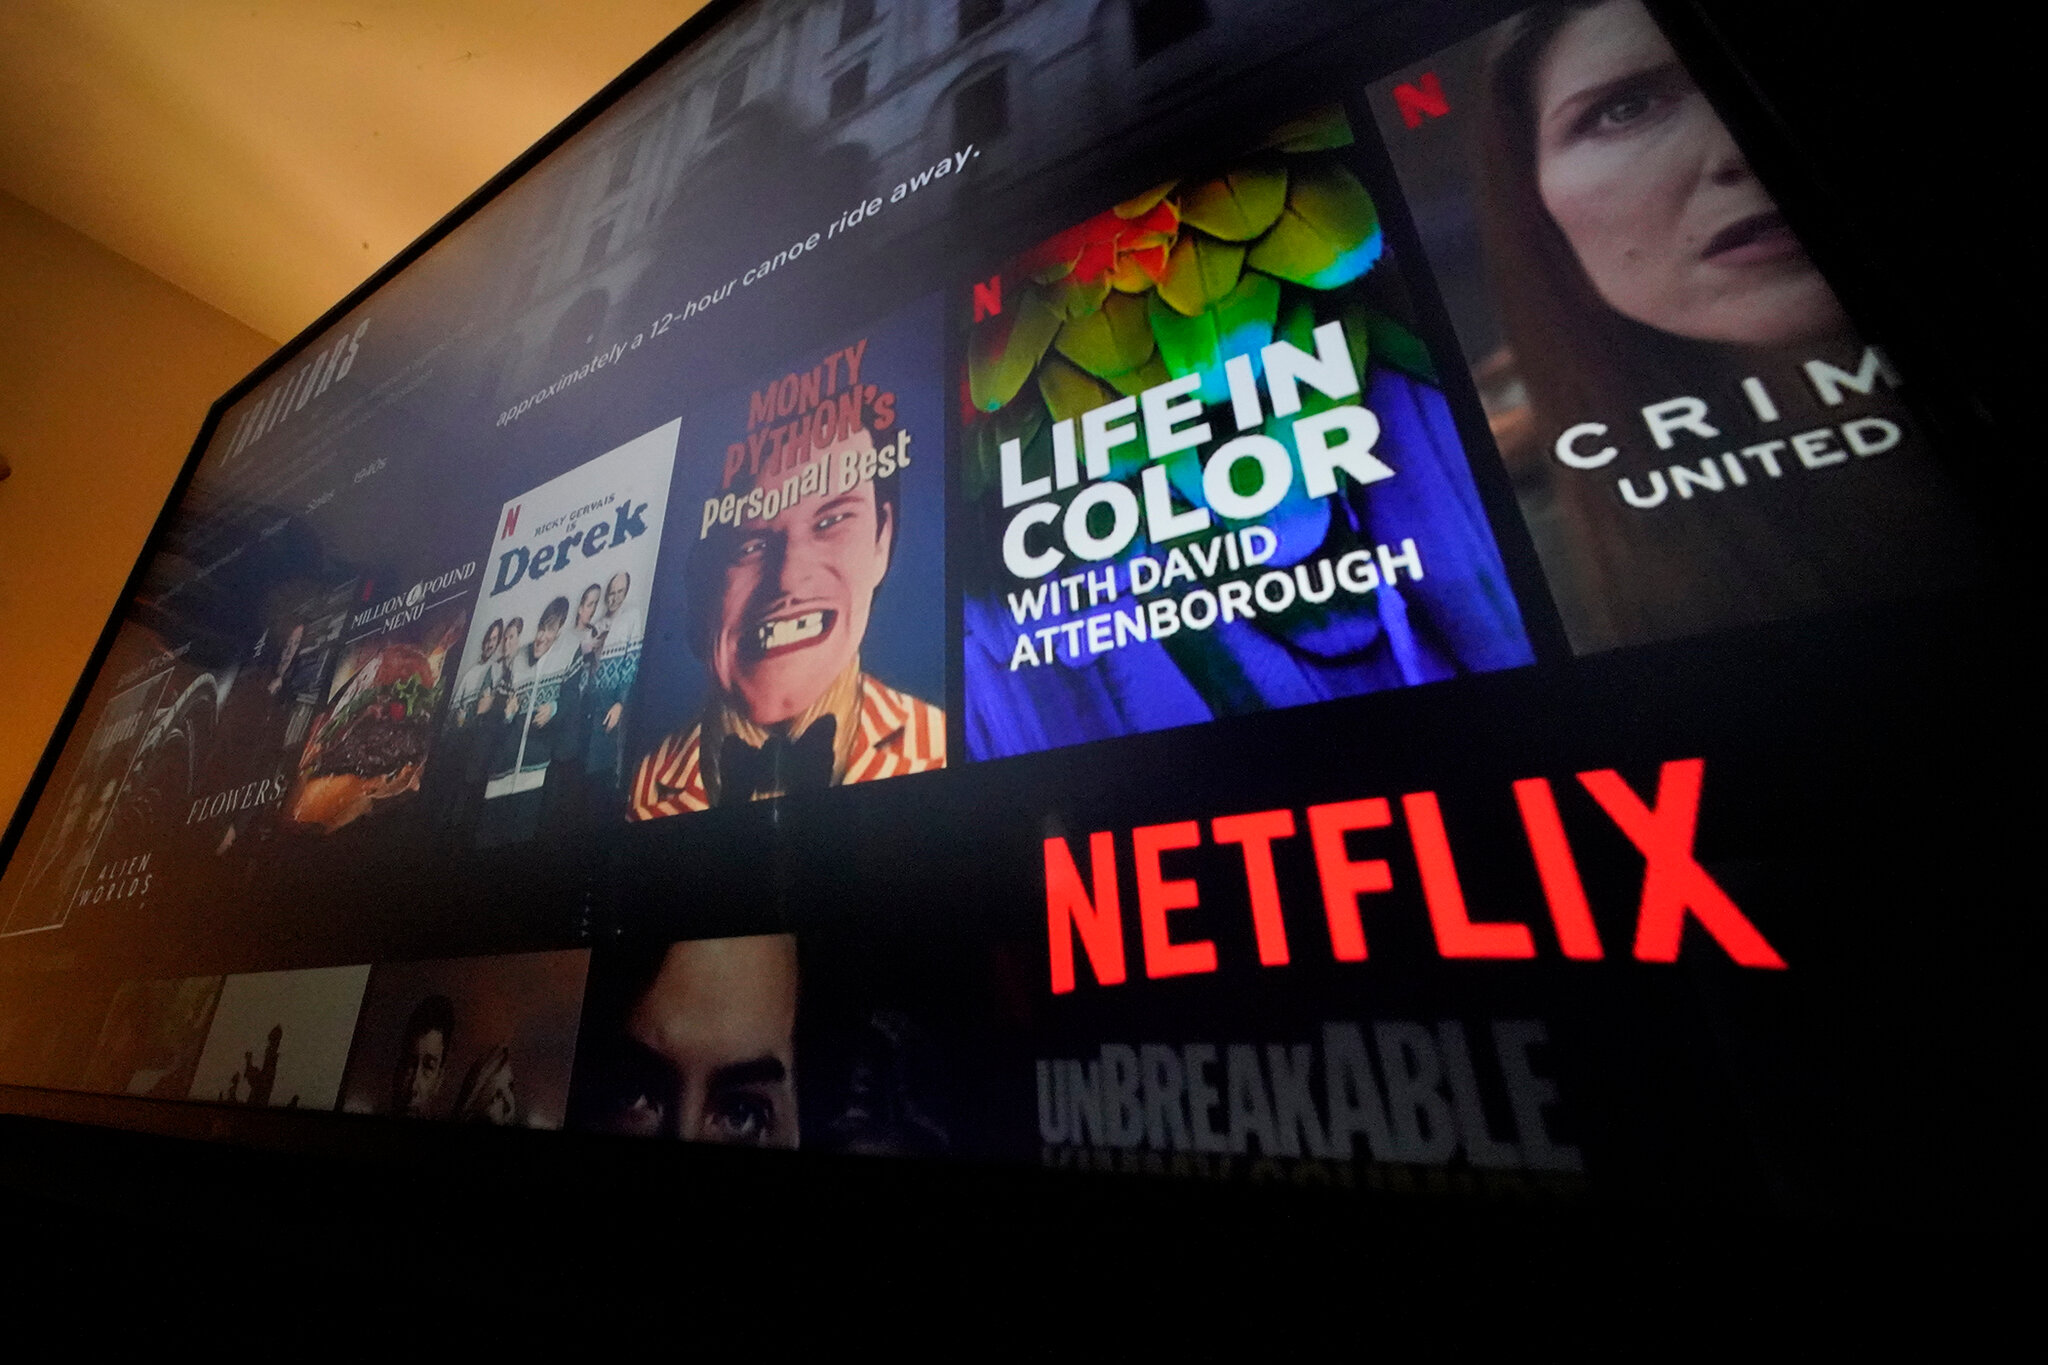 approximately a 12-hour canoe ride away.
TRAITORS
1940s
ALIEN
WORLDS
FLOWERS
MILLION £ POUND
MENU
N
RICKY GERVAIS
IS
Derek
MONTY
PYTHON'S
Personal Best
N
LIFE IN
COLOR
WITH DAVID
ATTENBOROUGH
N
CRIM
UNITED
NETFLIX
UNBREAKABLE